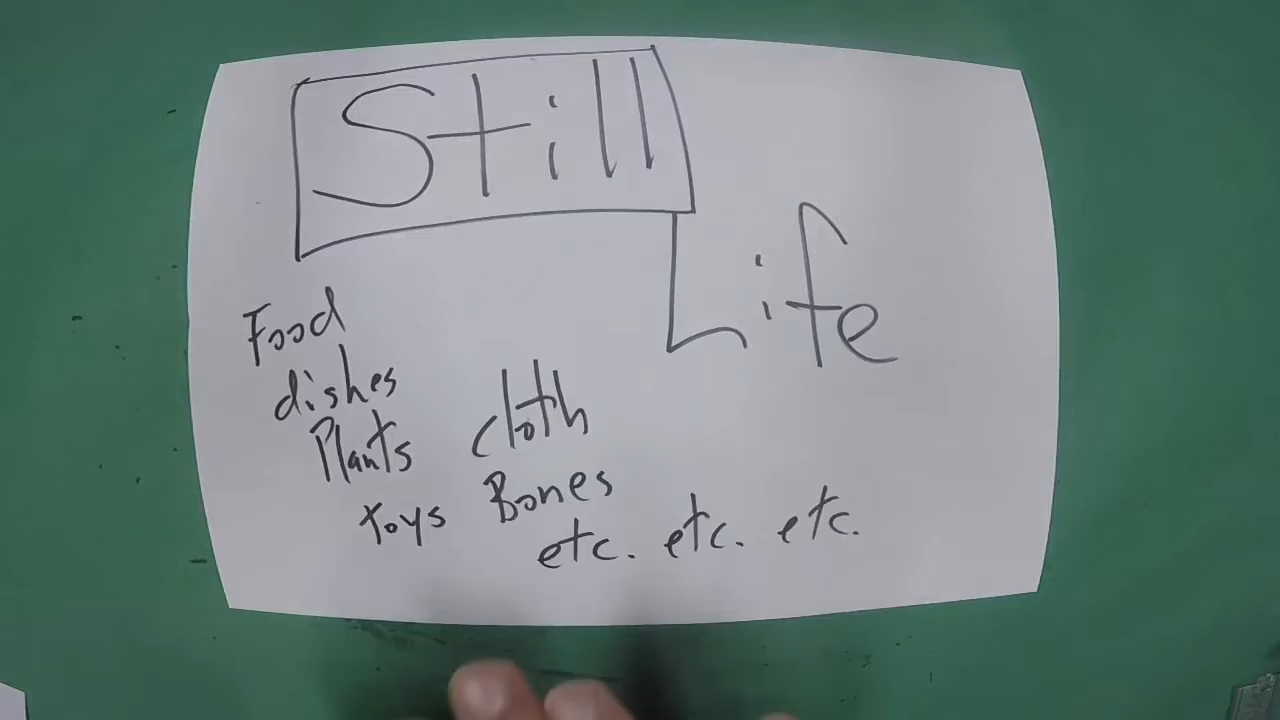 Still
Life
Food
dishes
Plants
toys
cloth
Bones
etc. etc. etc.